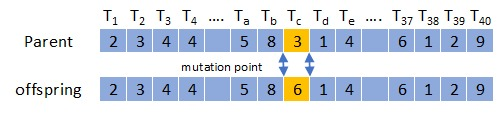 T1 T2 T3 T4 .... Ta Tb Tc Td Te .... T37 T38 T39 T40
Parent 2 3 4 4 5 8 3 1 4 6 1 2 9
mutation point
offspring 2 3 4 4 5 8 6 1 4 6 1 2 9